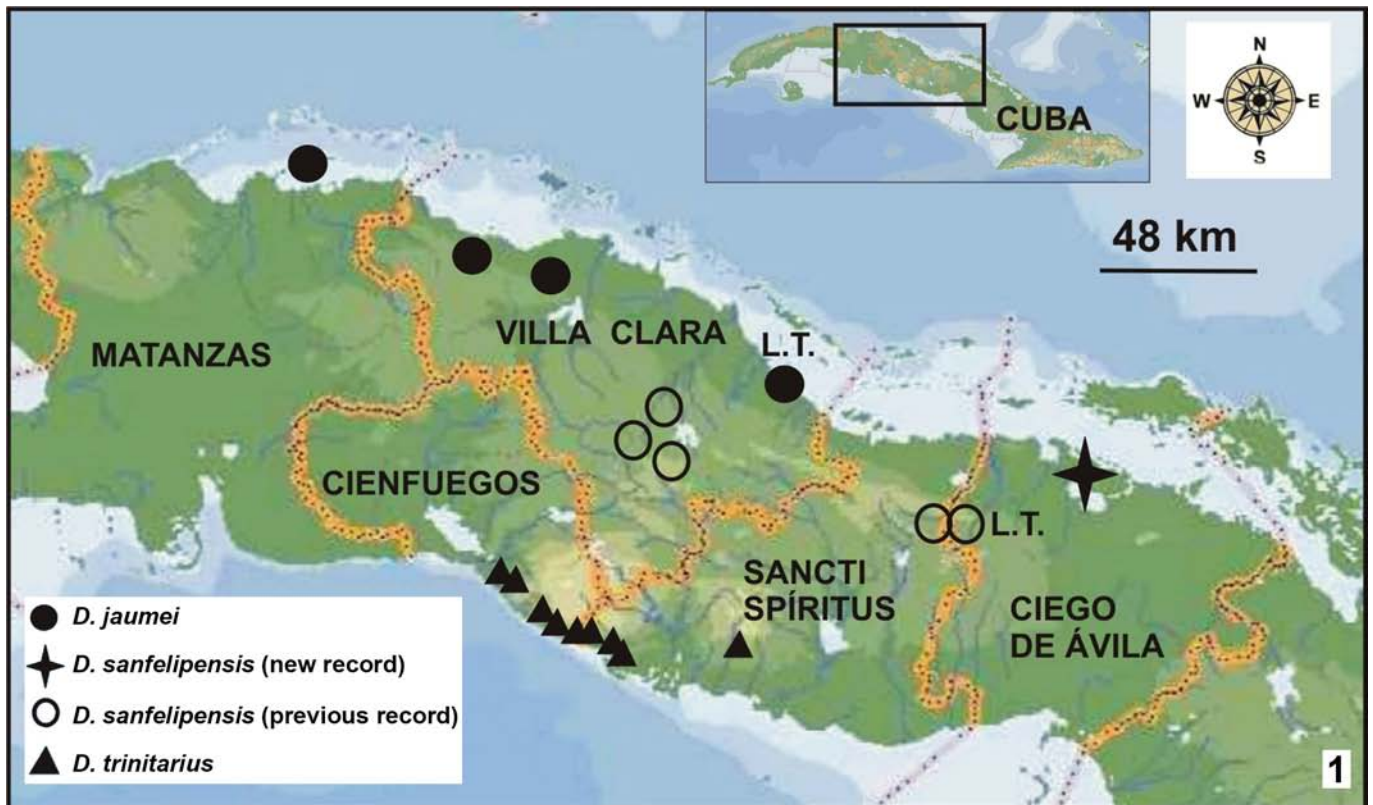 CUBA
N
W E
S
48 km
MATANZAS
VILLA CLARA
L.T.
CIENFUEGOS
L.T.
SANCTI
SPÍRITUS
CIEGO
DE ÁVILA
D. jaumei
D. sanfelipensis (new record)
D. sanfelipensis (previous record)
D. trinitarius
1